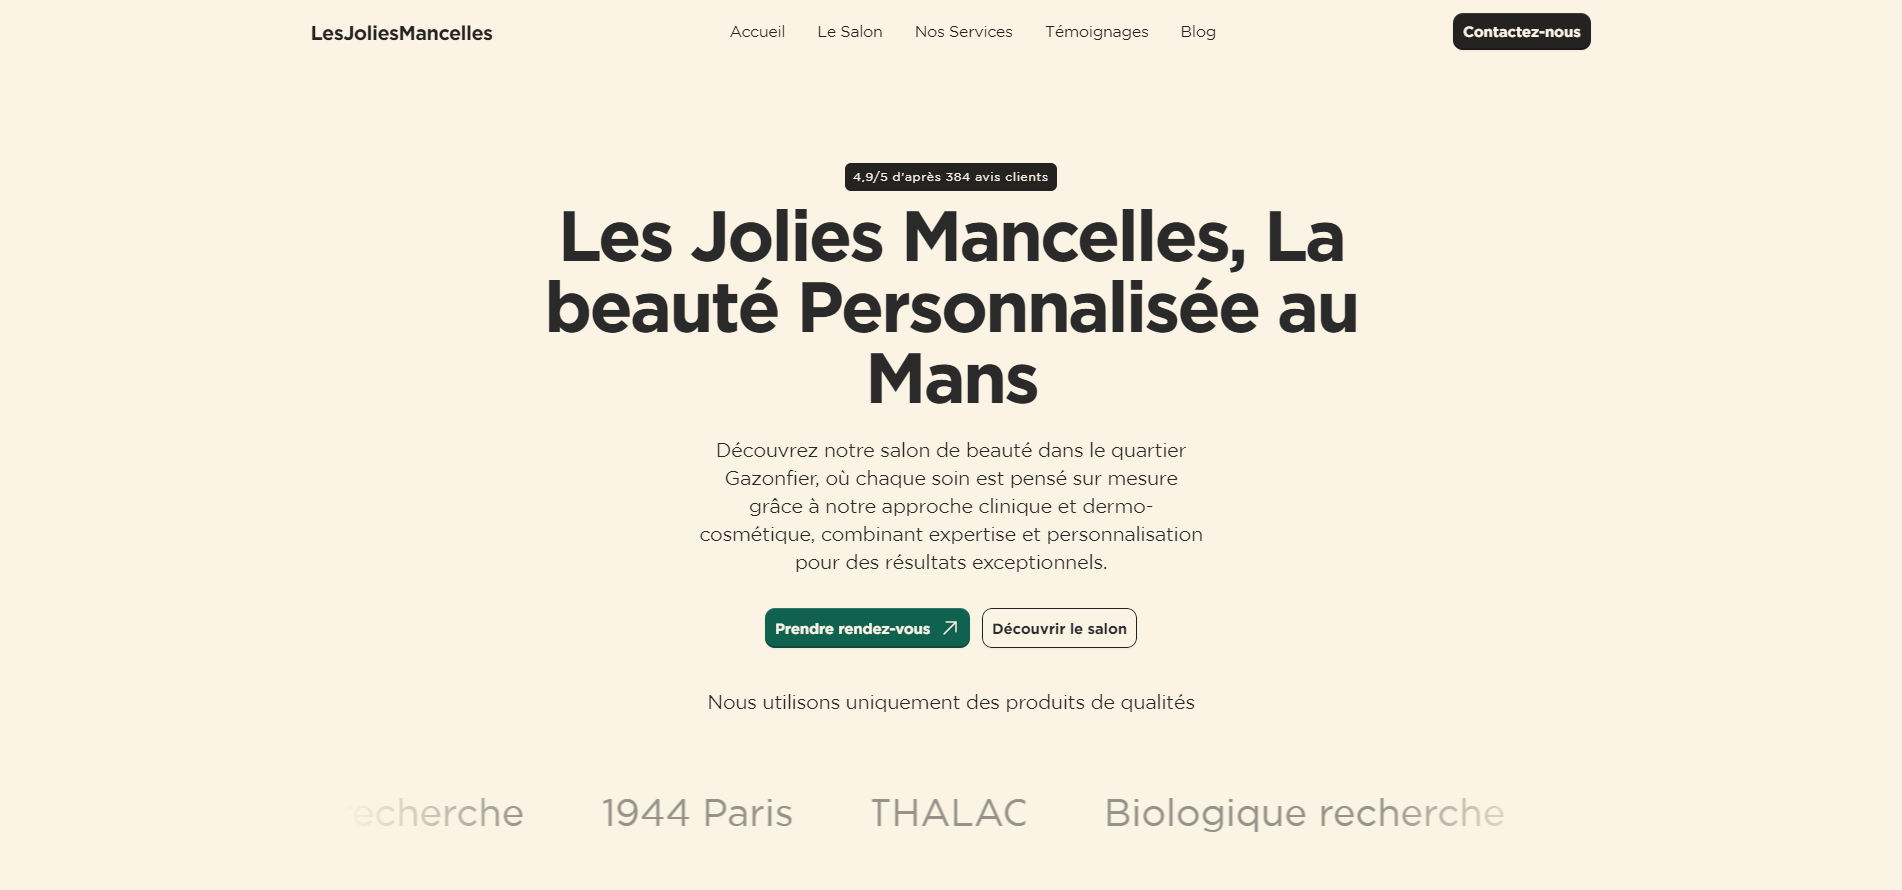 LesJoliesMancelles
Accueil
Le Salon
Nos Services
Témoignages
Blog
Contactez-nous
4,9/5 d'après 384 avis clients
Les Jolies Mancelles, La
beauté Personnalisée au
Mans
Découvrez notre salon de beauté dans le quartier
Gazonfier, où chaque soin est pensé sur mesure
grâce à notre approche clinique et dermo-
cosmétique, combinant expertise et personnalisation
pour des résultats exceptionnels.
Prendre rendez-vous
Découvrir le salon
Nous utilisons uniquement des produits de qualités
recherche
1944 Paris
THALAC
Biologique recherche